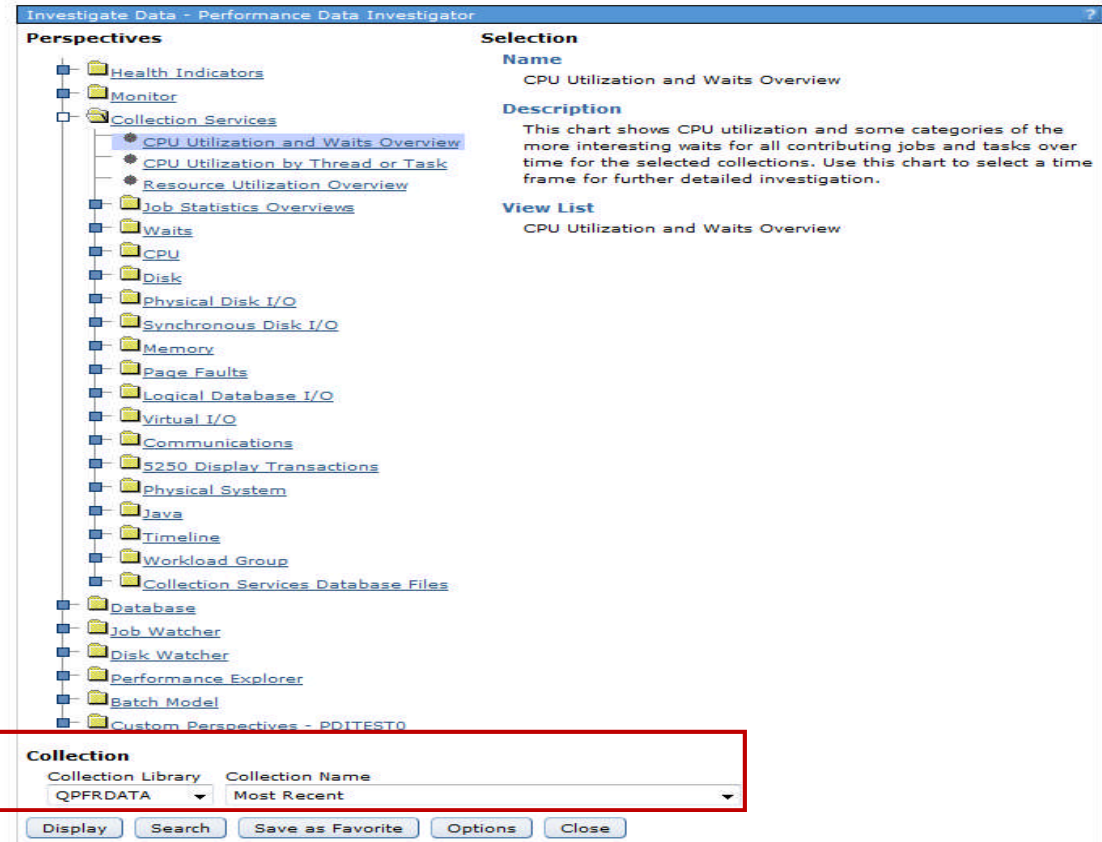 Investigate Data - Performance Data Investigator ?
Perspectives
Health Indicators
Monitor
Collection Services
CPU Utilization and Waits Overview
CPU Utilization by Thread or Task
Resource Utilization Overview
Job Statistics Overviews
Waits
CPU
Disk
Physical Disk I/O
Synchronous Disk I/O
Memory
Page Faults
Logical Database I/O
Virtual I/O
Communications
5250 Display Transactions
Physical System
Java
Timeline
Workload Group
Collection Services Database Files
Database
Job Watcher
Disk Watcher
Performance Explorer
Batch Model
Custom Perspectives - PDITEST0
Selection
Name
CPU Utilization and Waits Overview
Description
This chart shows CPU utilization and some categories of the
more interesting waits for all contributing jobs and tasks over
time for the selected collections. Use this chart to select a time
frame for further detailed investigation.
View List
CPU Utilization and Waits Overview
Collection
Collection Library Collection Name
QPFRDATA Most Recent
Display Search Save as Favorite Options Close